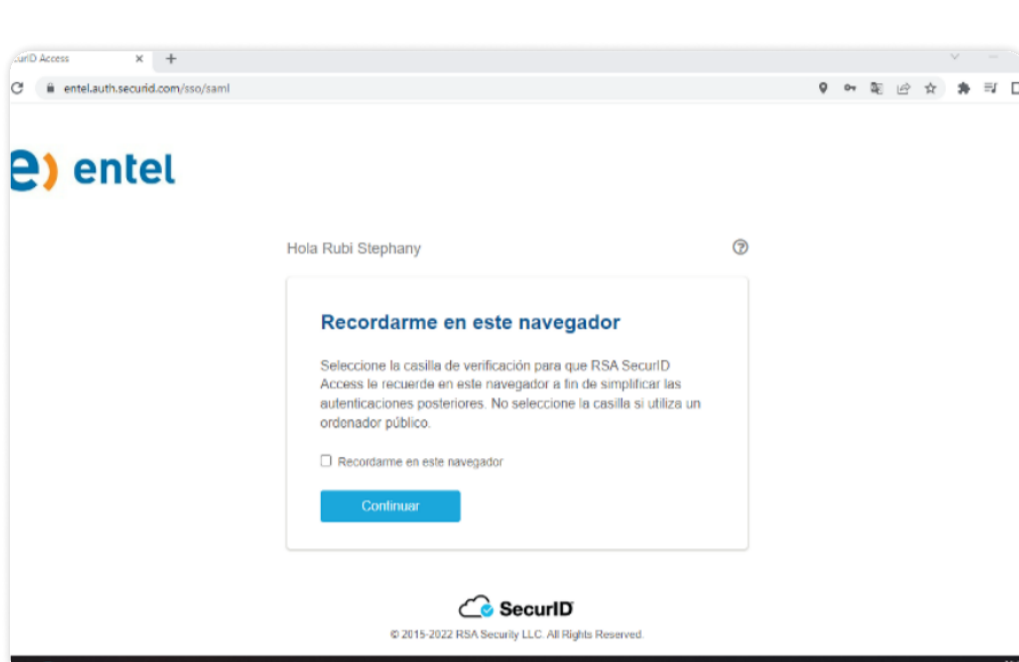 SecurID Access
entel.auth.securid.com/sso/saml
e) entel
Hola Rubi Stephany
Recordarme en este navegador
Seleccione la casilla de verificación para que RSA SecurID
Access le recuerde en este navegador a fin de simplificar las
autenticaciones posteriores. No seleccione la casilla si utiliza un
ordenador público.
Recordarme en este navegador
Continuar
SecurID
© 2015-2022 RSA Security LLC. All Rights Reserved.